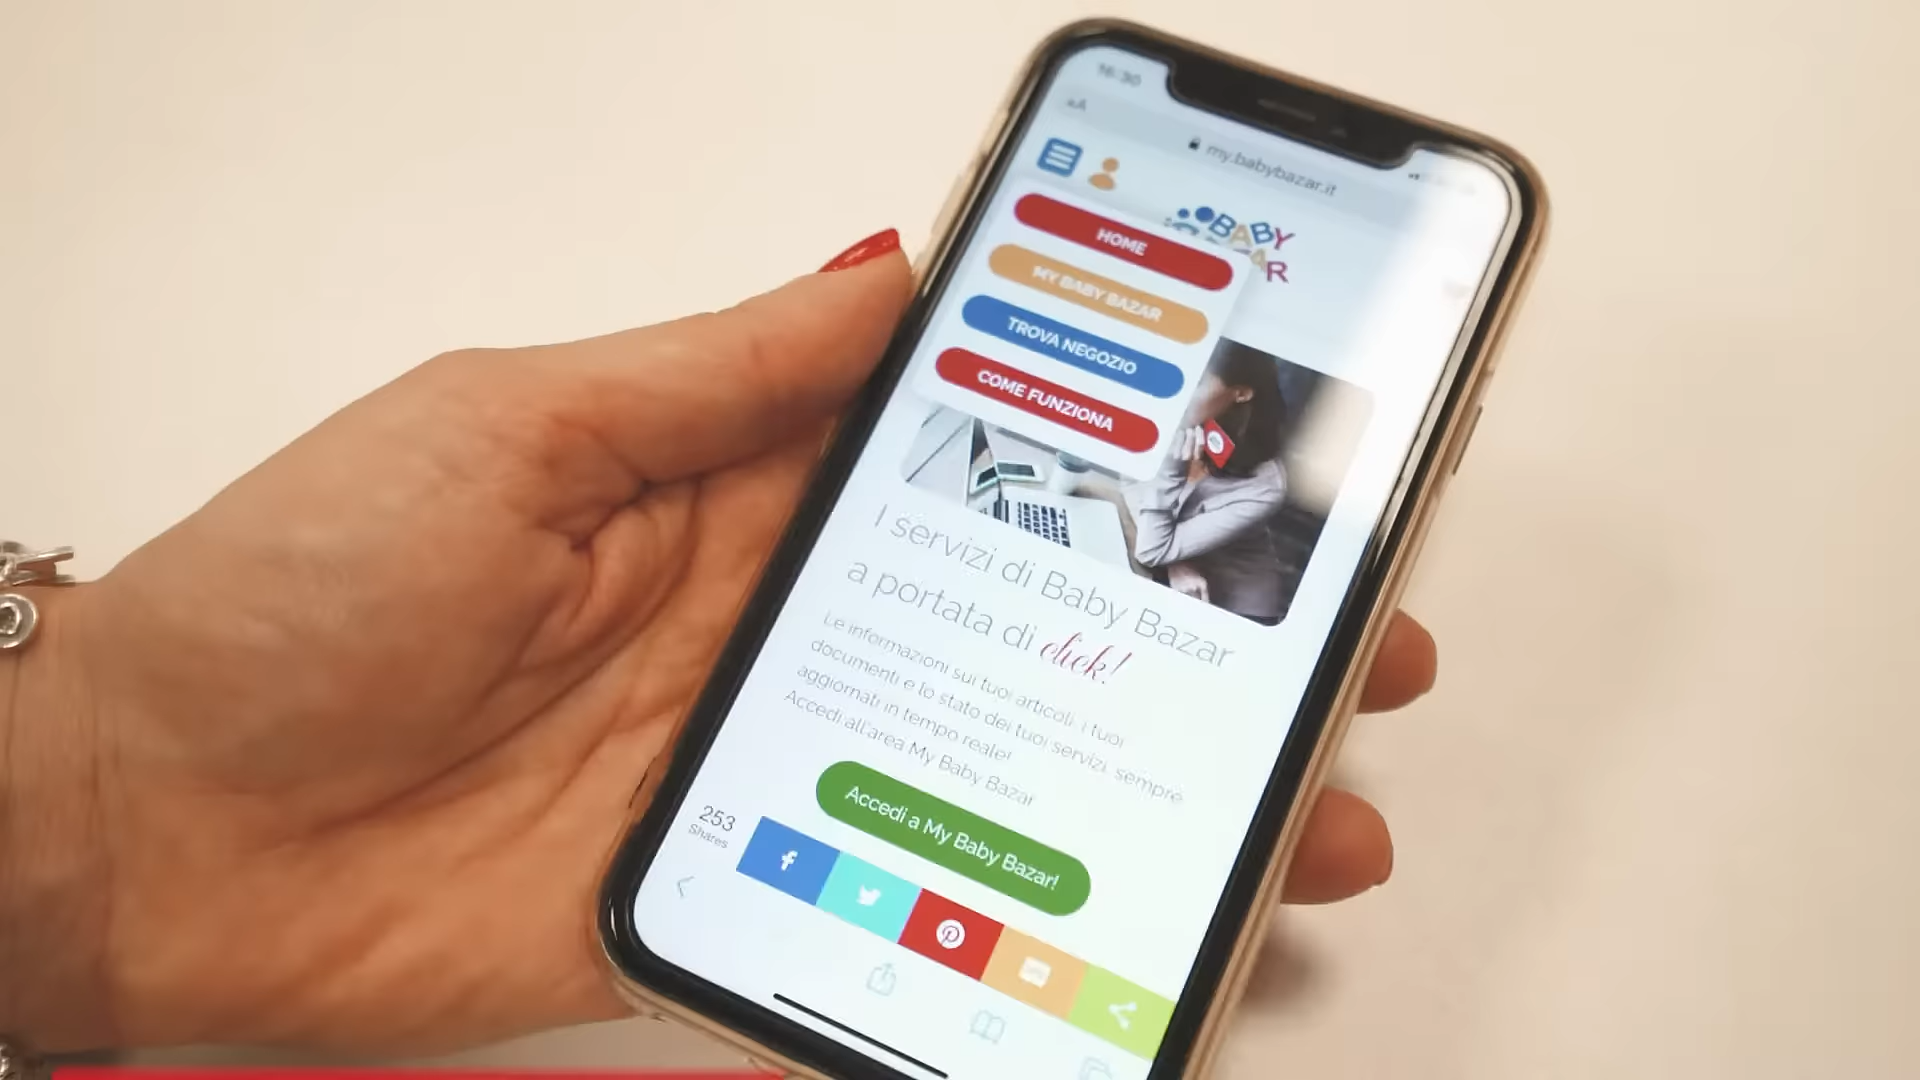 16:30
AA
my.babybazar.it
BABY
AR
HOME
MY BABY BAZAR
TROVA NEGOZIO
COME FUNZIONA
I servizi di Baby Bazar
a portata di click!
Le informazioni sui tuoi articoli, i tuoi
documenti e lo stato dei tuoi servizi, sempre
aggiornati in tempo reale!
Accedi all'area My Baby Bazar
Accedi a My Baby Bazar!
253
Shares